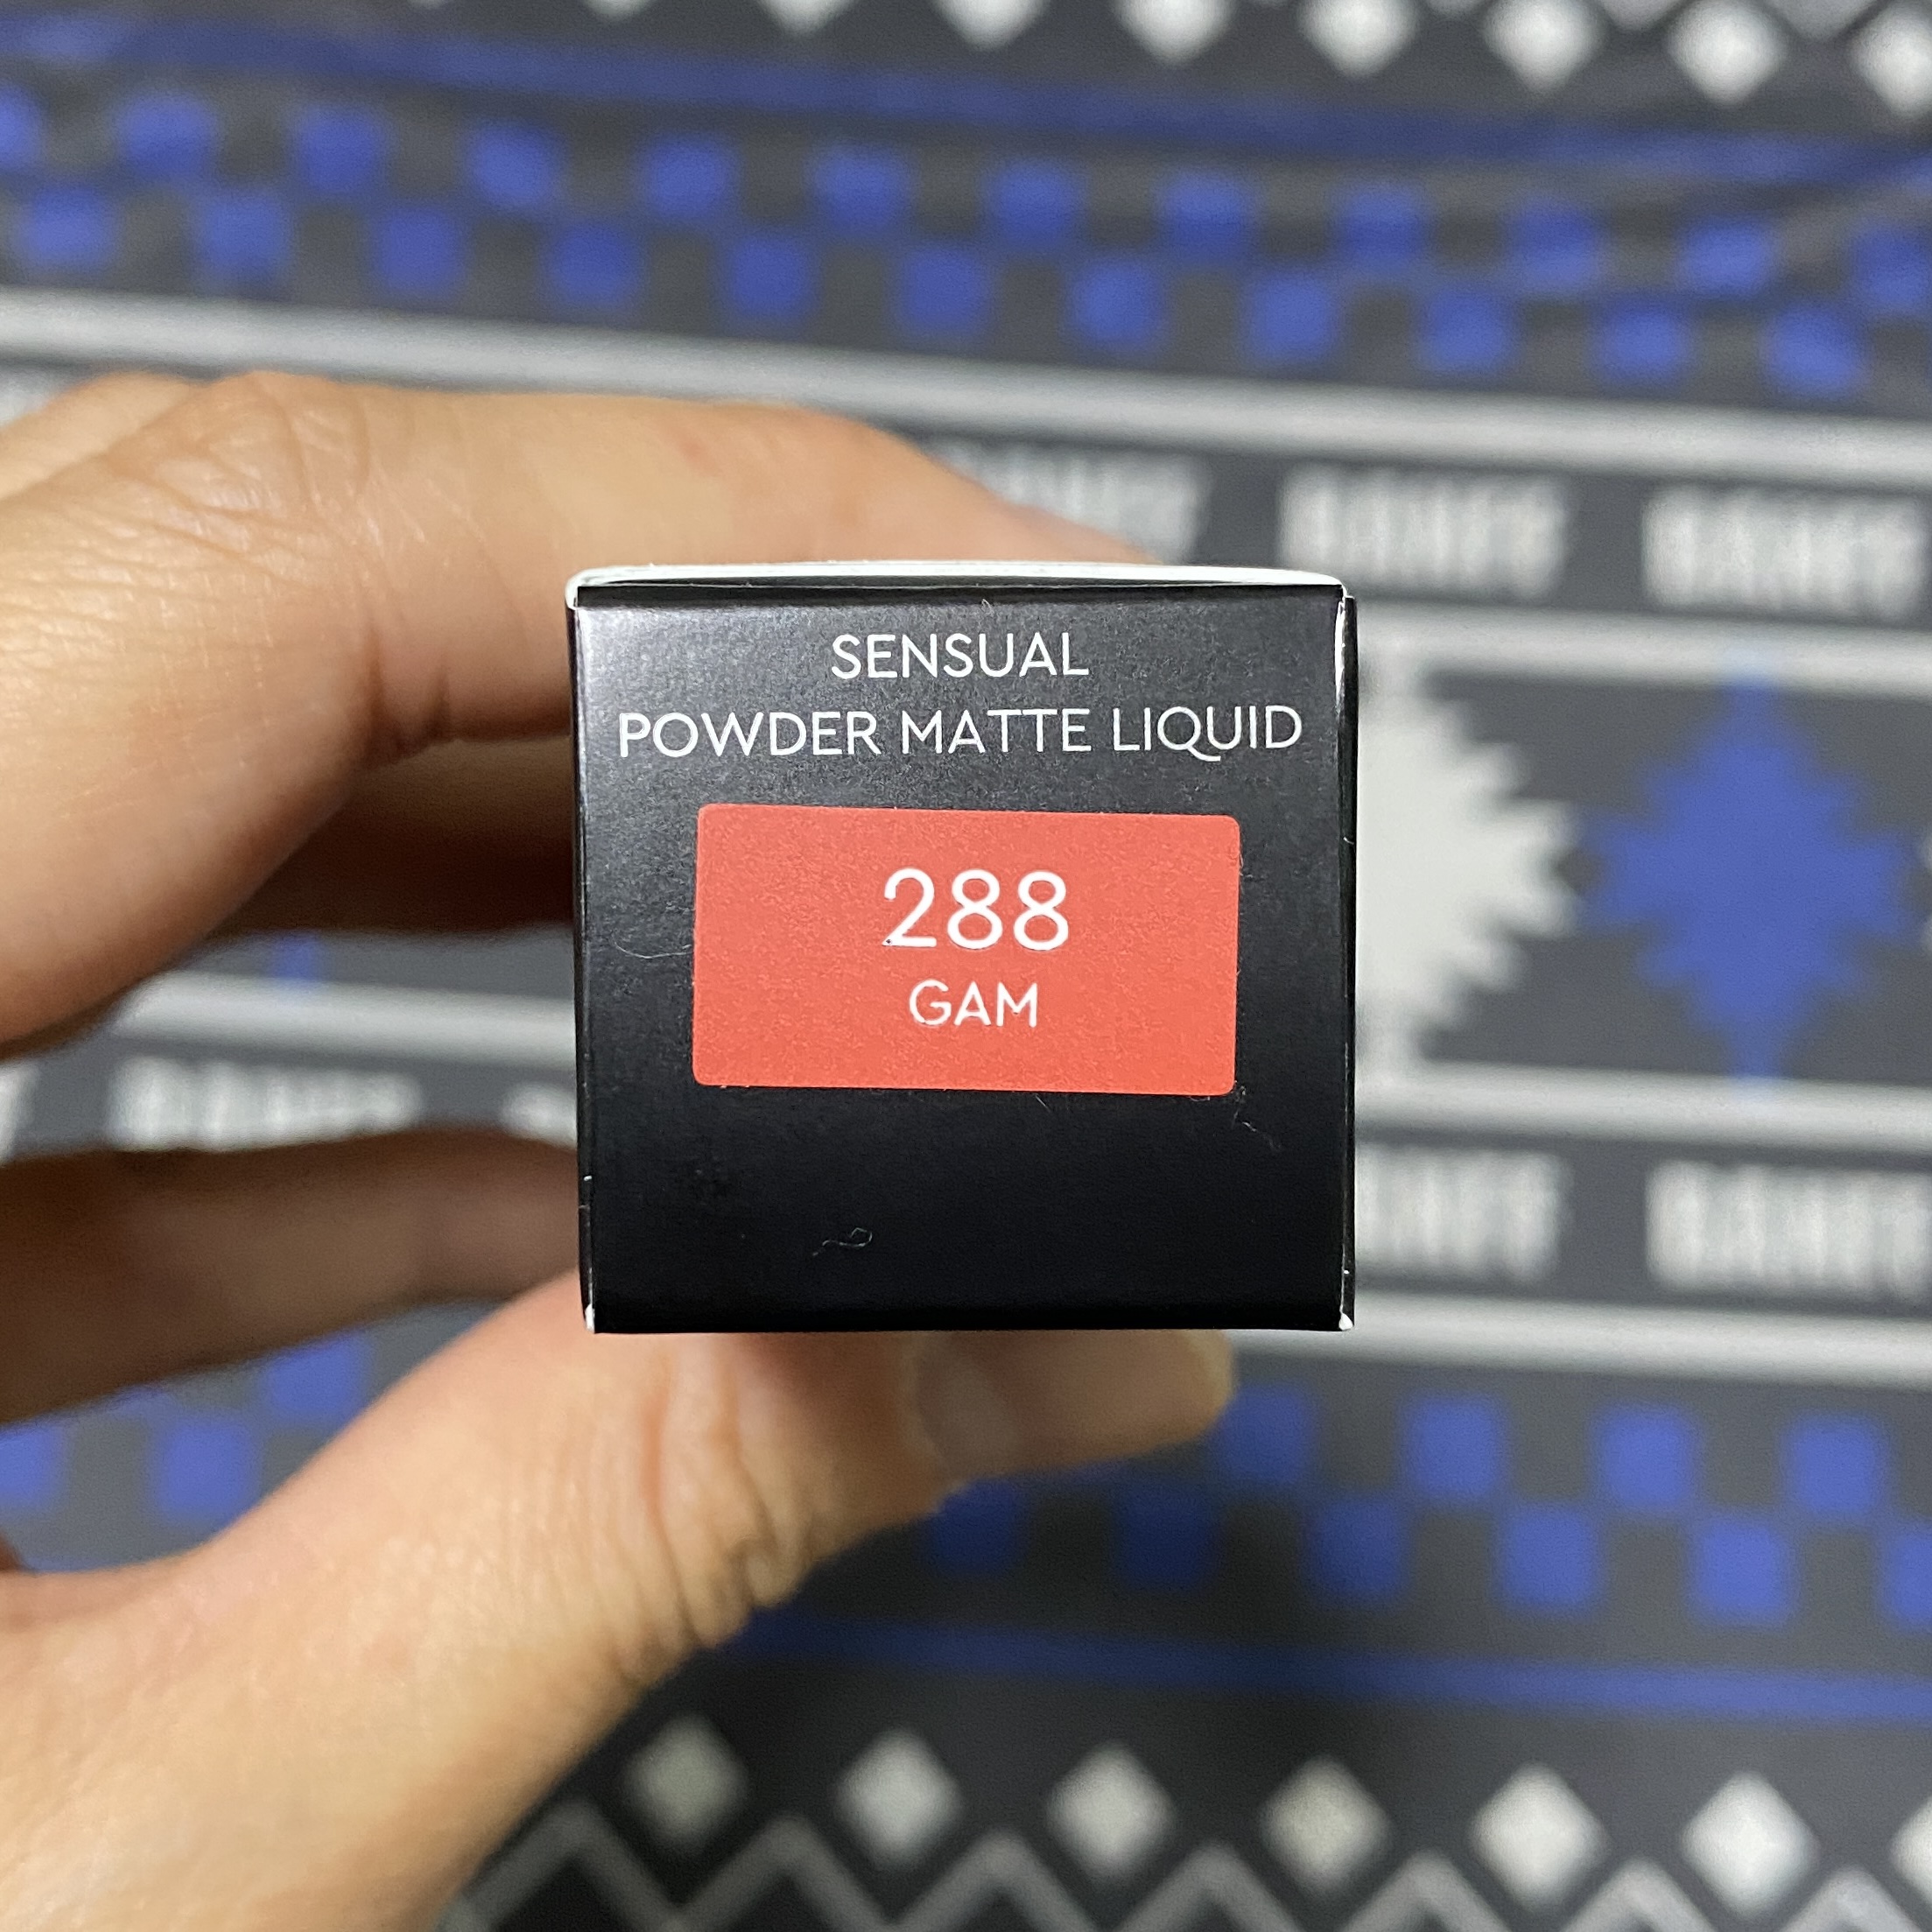 SENSUAL
POWDER MATTE LIQUID
288
GAM